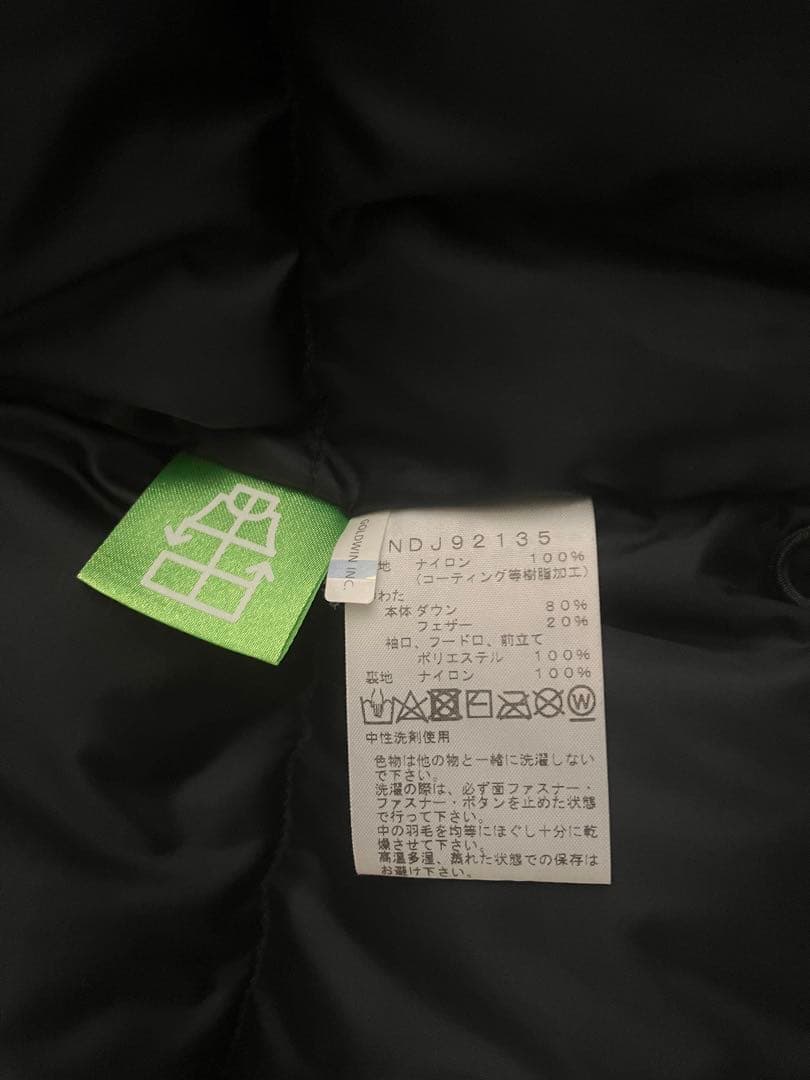 GOLDWIN INC.
NDJ92135
地 ナイロン 100%
(コーティング等樹脂加工)
わた
本体 ダウン 80%
フェザー 20%
袖口、フードロ、前立て
ポリエステル 100%
裏地 ナイロン 100%
W
中性洗剤使用
色物は他の物と一緒に洗濯しない
で下さい。
洗濯の際は、必ず面ファスナー・
ファスナー・ボタンを止めた状態
で行って下さい。
中の羽毛を均等にほぐし十分に乾
燥させて下さい。
高温多湿、蒸れた状態での保存は
お避け下さい。